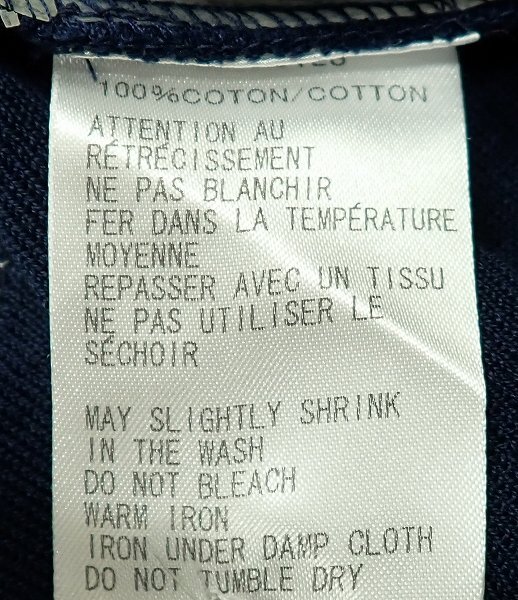 100%COTON/COTTON
ATTENTION AU
RÉTRÉCISSEMENT
NE PAS BLANCHIR
FER DANS LA TEMPÉRATURE
MOYENNE
REPASSER AVEC UN TISSU
NE PAS UTILISER LE
SÉCHOIR
MAY SLIGHTLY SHRINK
IN THE WASH
DO NOT BLEACH
WARM IRON
IRON UNDER DAMP CLOTH
DO NOT TUMBLE DRY